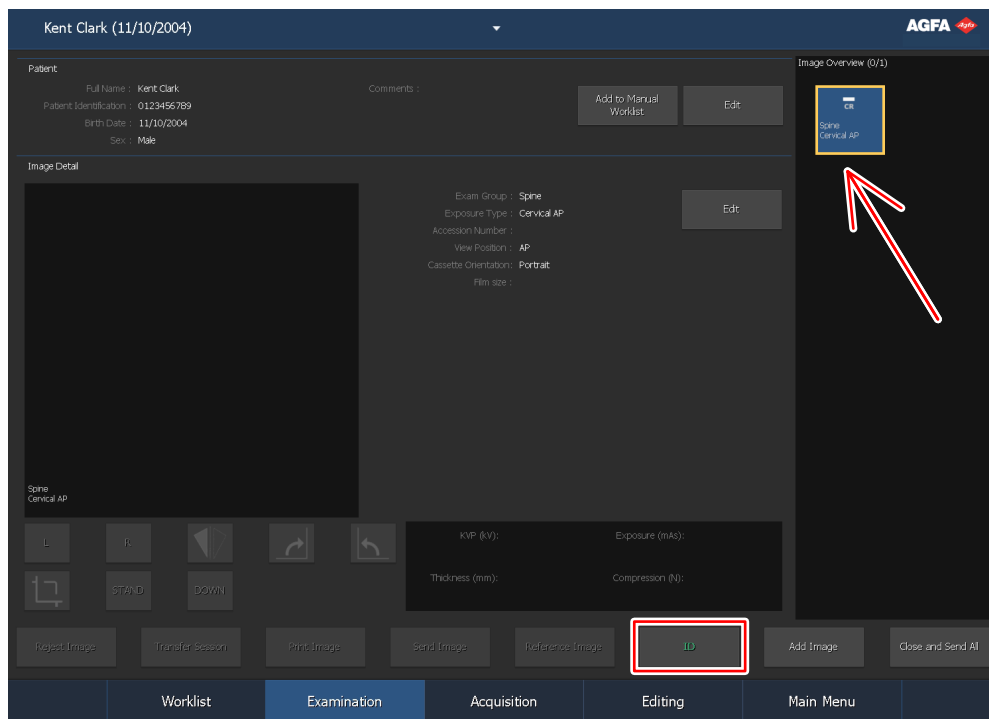 Kent Clark (11/10/2004)
AGFA
Agfa
Patient
Full Name : Kent Clark
Comments :
Patient Identification : 0123456789
Birth Date : 11/10/2004
Sex : Male
Add to Manual
Worklist
Edit
Image Overview (0/1)
CR
Spine
Cervical AP
Image Detail
Exam Group : Spine
Exposure Type : Cervical AP
Accession Number :
View Position : AP
Cassette Orientation: Portrait
Film size :
Edit
Spine
Cervical AP
L
R
STAND
DOWN
KVP (kV):
Exposure (mAs):
Thickness (mm):
Compression (N):
Reject Image
Transfer Session
Print Image
Send Image
Reference Image
ID
Add Image
Close and Send All
Worklist
Examination
Acquisition
Editing
Main Menu